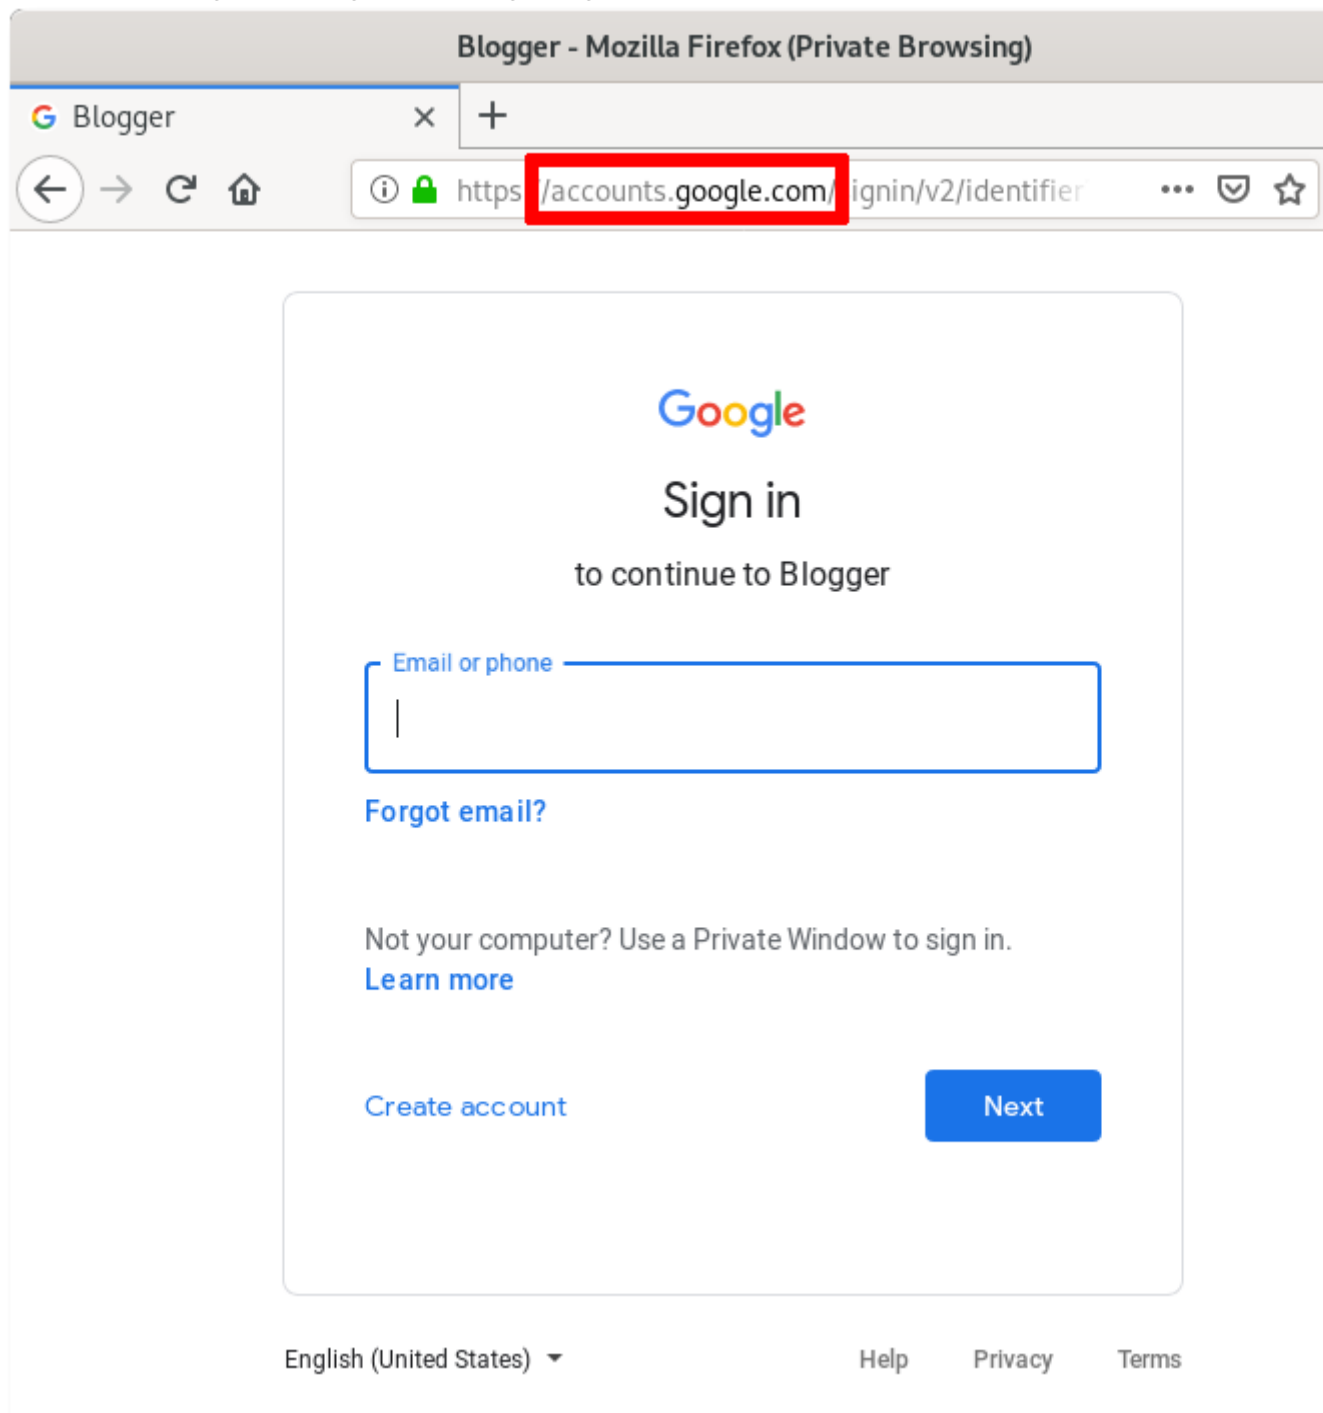 Blogger - Mozilla Firefox (Private Browsing)
G Blogger
https //accounts.google.com/ ignin/v2/identifier
Google
Sign in
to continue to Blogger
Email or phone
Forgot email?
Not your computer? Use a Private Window to sign in.
Learn more
Create account Next
English (United States) Help Privacy Terms